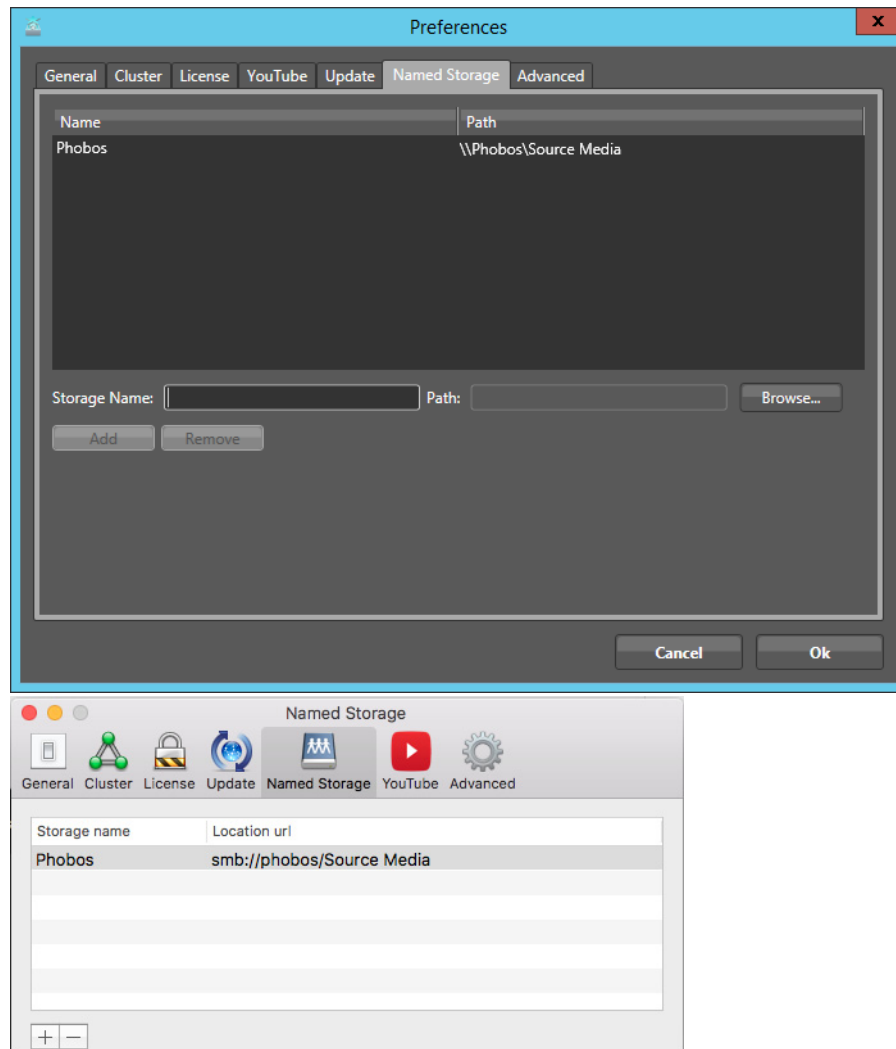 Preferences
x
General Cluster License YouTube Update Named Storage Advanced
Name Path
Phobos \\Phobos\Source Media
Storage Name: Path: Browse...
Add Remove
Cancel Ok
Named Storage
General Cluster License Update Named Storage YouTube Advanced
Storage name Location url
Phobos smb://phobos/Source Media
+ −